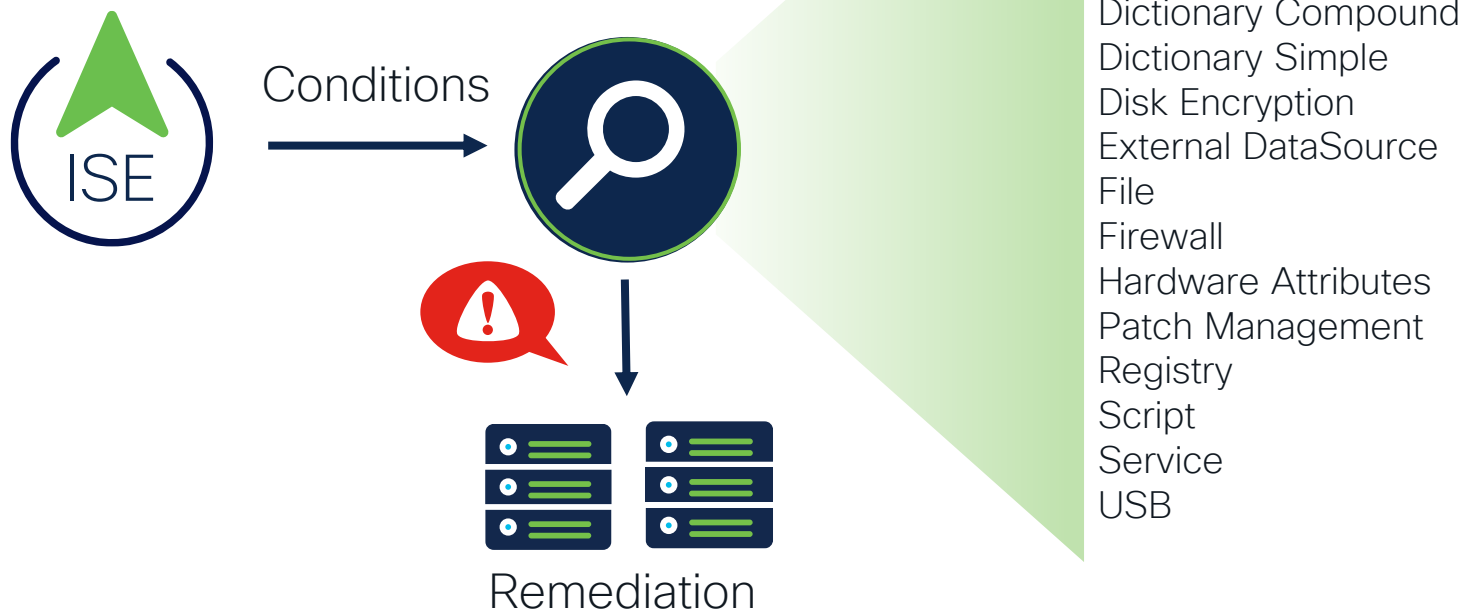 ISE
Conditions
Remediation
Dictionary Compound
Dictionary Simple
Disk Encryption
External DataSource
File
Firewall
Hardware Attributes
Patch Management
Registry
Script
Service
USB